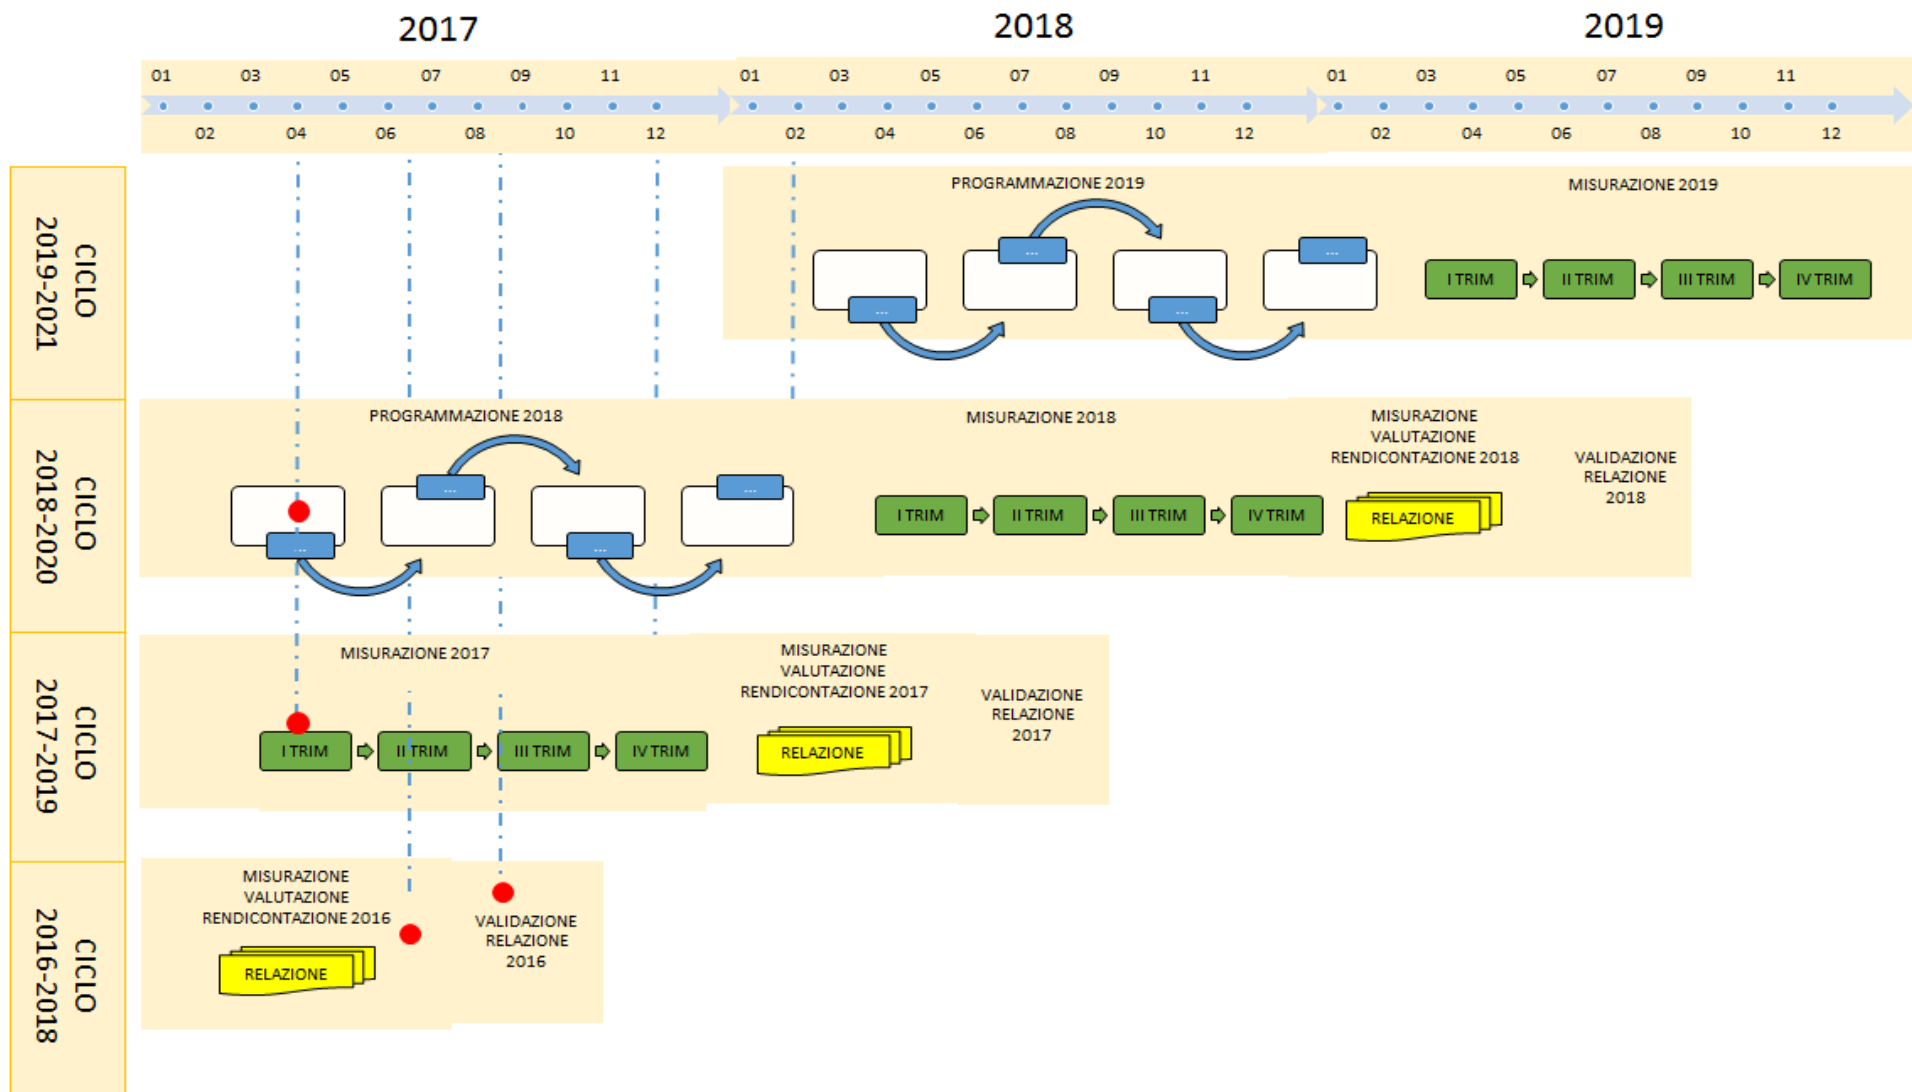 2017
2018
2019
01 03 05 07 09 11 01 03 05 07 09 11 01 03 05 07 09 11
02 04 06 08 10 12 02 04 06 08 10 12 02 04 06 08 10 12
CICLO
2019-2021
PROGRAMMAZIONE 2019
...
...
...
...
MISURAZIONE 2019
I TRIM
II TRIM
III TRIM
IV TRIM
CICLO
2018-2020
PROGRAMMAZIONE 2018
...
...
...
...
MISURAZIONE 2018
I TRIM
II TRIM
III TRIM
IV TRIM
MISURAZIONE
VALUTAZIONE
RENDICONTAZIONE 2018
RELAZIONE
VALIDAZIONE
RELAZIONE
2018
CICLO
2017-2019
MISURAZIONE 2017
I TRIM
II TRIM
III TRIM
IV TRIM
MISURAZIONE
VALUTAZIONE
RENDICONTAZIONE 2017
RELAZIONE
VALIDAZIONE
RELAZIONE
2017
CICLO
2016-2018
MISURAZIONE
VALUTAZIONE
RENDICONTAZIONE 2016
RELAZIONE
VALIDAZIONE
RELAZIONE
2016